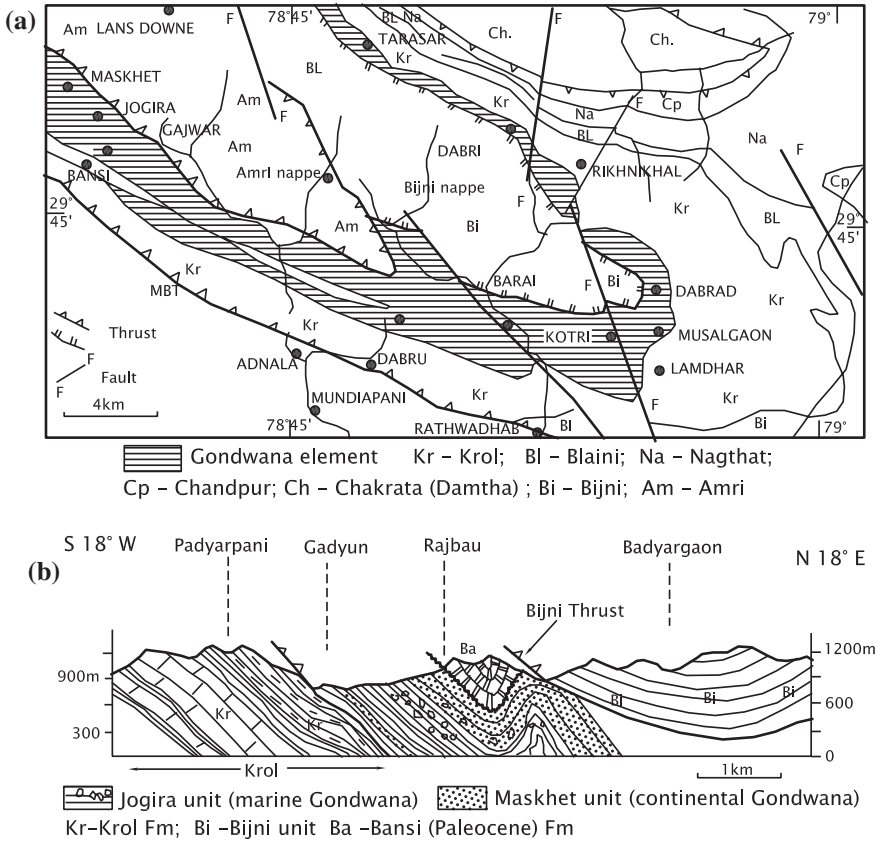 (a)
78°45'
79°
F
BL Na
F
Am LANS DOWNE
TARASAR
Ch.
Ch.
Kr
MASKHET
BL
Kr
F
Cp
JOGIRA
Am
Na
GAJWAR
F
BL
Na
F
Am
DABRI
BANSI
Amri nappe
RIKHNIKHAL
Cp
Bijni nappe
Kr
29°
45'
Am
Bi
F
BL
29°
45'
Kr
BARAI
F
Bi
DABRAD
MBT
Kr
Kr
KOTRI
MUSALGAON
Thrust
F
Fault
F
ADNALA
DABRU
LAMDHAR
4km
MUNDIAPANI
Kr
F
Kr
78°45'
RATHWADHAB
Bl
Bi
79°
Gondwana element Kr – Krol; Bl – Blaini; Na – Nagthat;
Cp – Chandpur; Ch – Chakrata (Damtha) ; Bi – Bijni; Am – Amri
(b)
S 18° W
Padyarpani
Gadyun
Rajbau
Badyargaon
N 18° E
Bijni Thrust
Ba
1200m
900m
Kr
Kr
Bi
Bi
Bi
600
300
0
Krol
1km
Jogira unit (marine Gondwana) Maskhet unit (continental Gondwana)
Kr–Krol Fm; Bi –Bijni unit Ba –Bansi (Paleocene) Fm